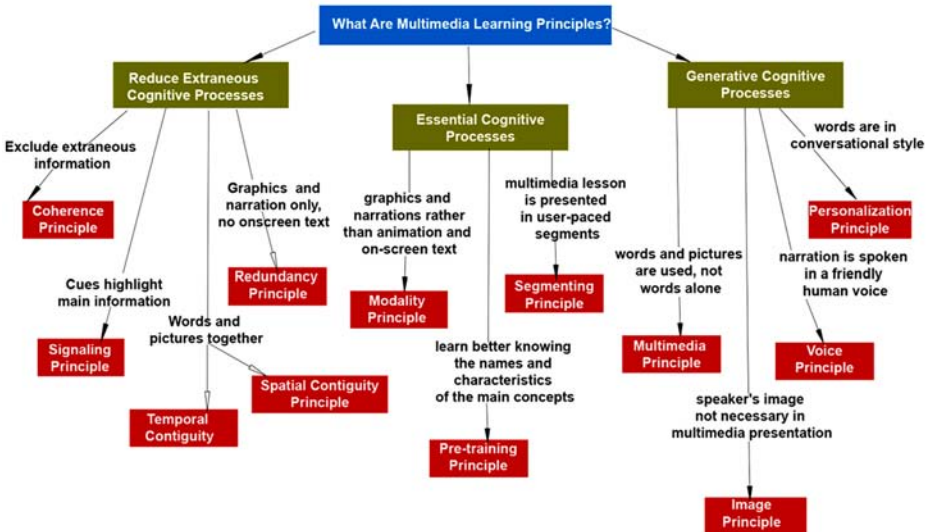 What Are Multimedia Learning Principles?
Reduce Extraneous
Cognitive Processes
Exclude extraneous
information
Coherence
Principle
Cues highlight
main information
Signaling
Principle
Words and
pictures together
Temporal
Contiguity
Spatial Contiguity
Principle
Graphics and
narration only,
no onscreen text
Redundancy
Principle
Essential Cognitive
Processes
graphics and
narrations rather
than animation and
on-screen text
Modality
Principle
learn better knowing
the names and
characteristics
of the main concepts
Pre-training
Principle
multimedia lesson
is presented
in user-paced
segments
Segmenting
Principle
Generative Cognitive
Processes
words and pictures
are used, not
words alone
Multimedia
Principle
speaker's image
not necessary in
multimedia presentation
Image
Principle
narration is spoken
in a friendly
human voice
Voice
Principle
words are in
conversational style
Personalization
Principle